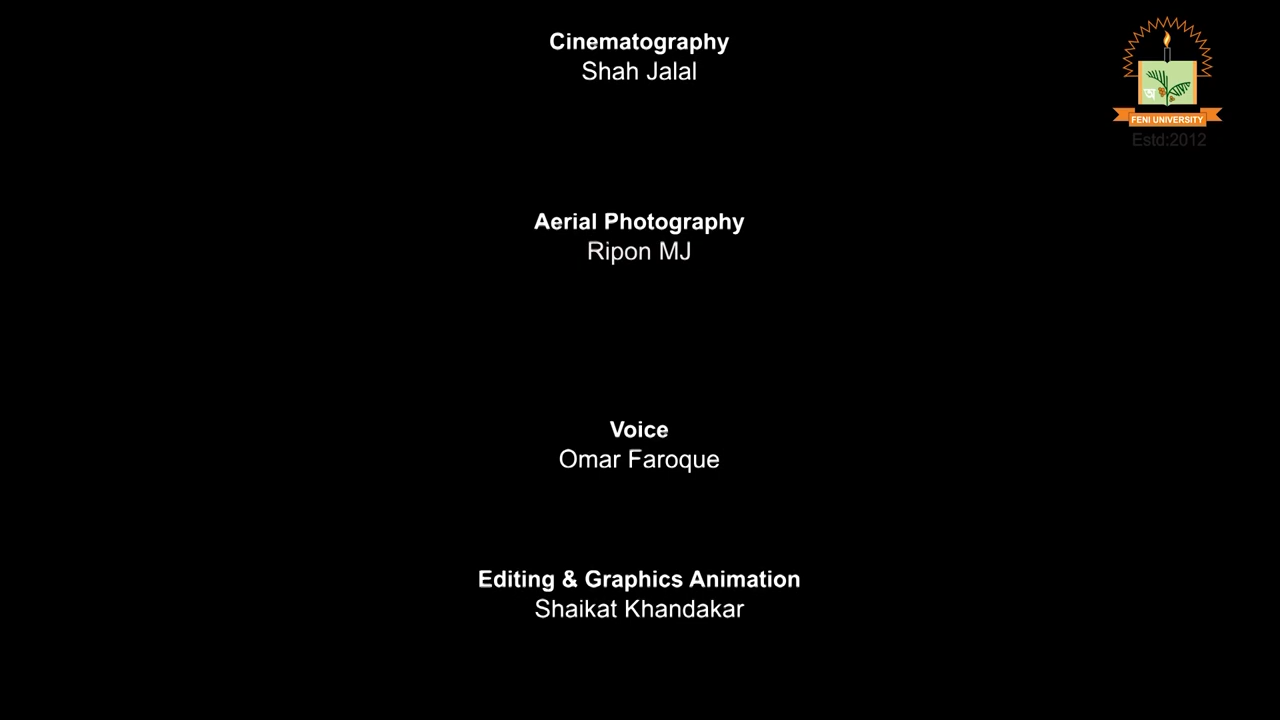 Cinematography
Shah Jalal
Aerial Photography
Ripon MJ
Voice
Omar Faroque
Editing & Graphics Animation
Shaikat Khandakar
অ
FENI UNIVERSITY
Estd:2012